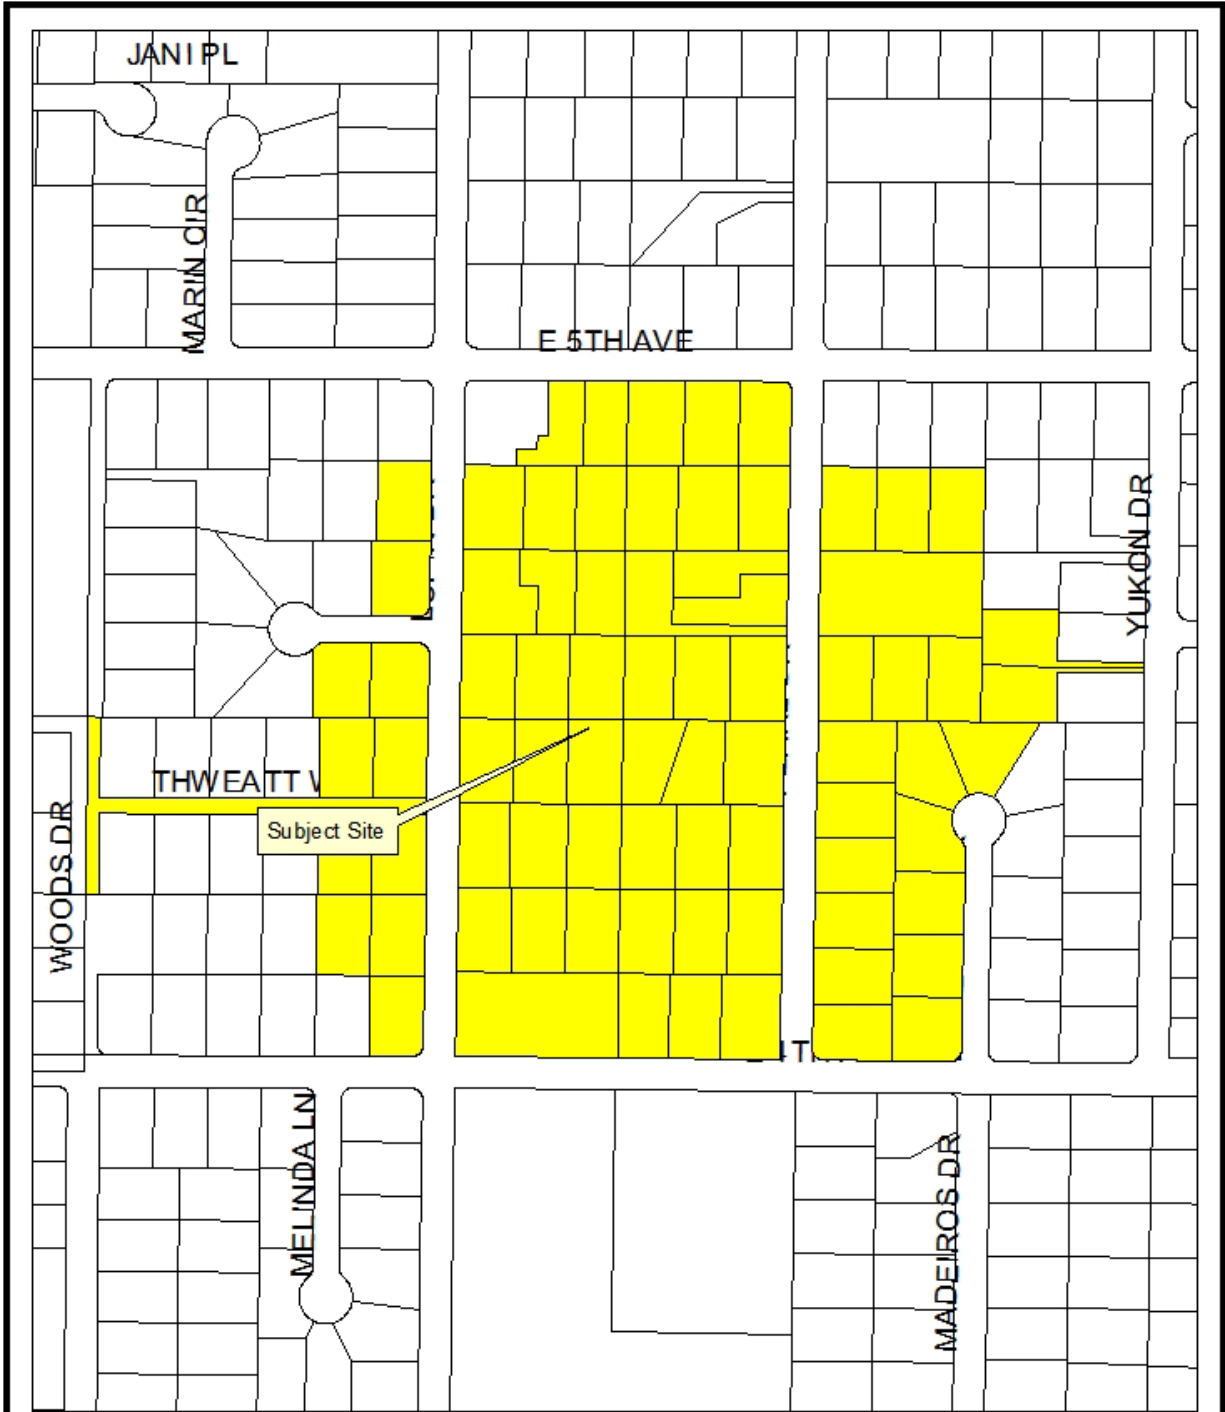 JANI PL
MARIN CIR
E 5TH AVE
YUKON DR
THWEATT
Subject Site
WOODS DR
MELINDA LN
MADEIROS DR